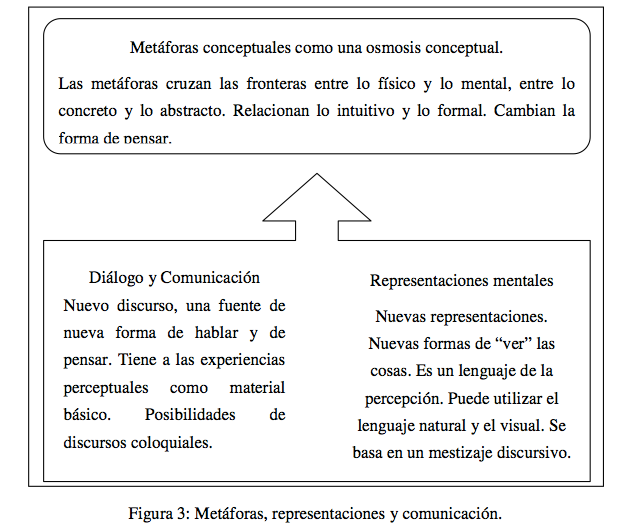 Metáforas conceptuales como una osmosis conceptual.
Las metáforas cruzan las fronteras entre lo físico y lo mental, entre lo
concreto y lo abstracto. Relacionan lo intuitivo y lo formal. Cambian la
forma de pensar.
Diálogo y Comunicación
Nuevo discurso, una fuente de
nueva forma de hablar y de
pensar. Tiene a las experiencias
perceptuales como material
básico. Posibilidades de
discursos coloquiales.
Representaciones mentales
Nuevas representaciones.
Nuevas formas de “ver” las
cosas. Es un lenguaje de la
percepción. Puede utilizar el
lenguaje natural y el visual. Se
basa en un mestizaje discursivo.
Figura 3: Metáforas, representaciones y comunicación.